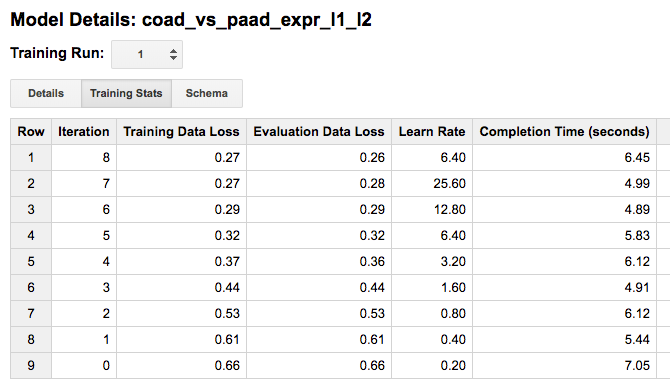 Model Details: coad_vs_paad_expr_l1_l2
Training Run: 1
Details Training Stats Schema
Row Iteration Training Data Loss Evaluation Data Loss Learn Rate Completion Time (seconds)
1 8 0.27 0.26 6.40 6.45
2 7 0.27 0.28 25.60 4.99
3 6 0.29 0.29 12.80 4.89
4 5 0.32 0.32 6.40 5.83
5 4 0.37 0.36 3.20 6.12
6 3 0.44 0.44 1.60 4.91
7 2 0.53 0.53 0.80 6.12
8 1 0.61 0.61 0.40 5.44
9 0 0.66 0.66 0.20 7.05